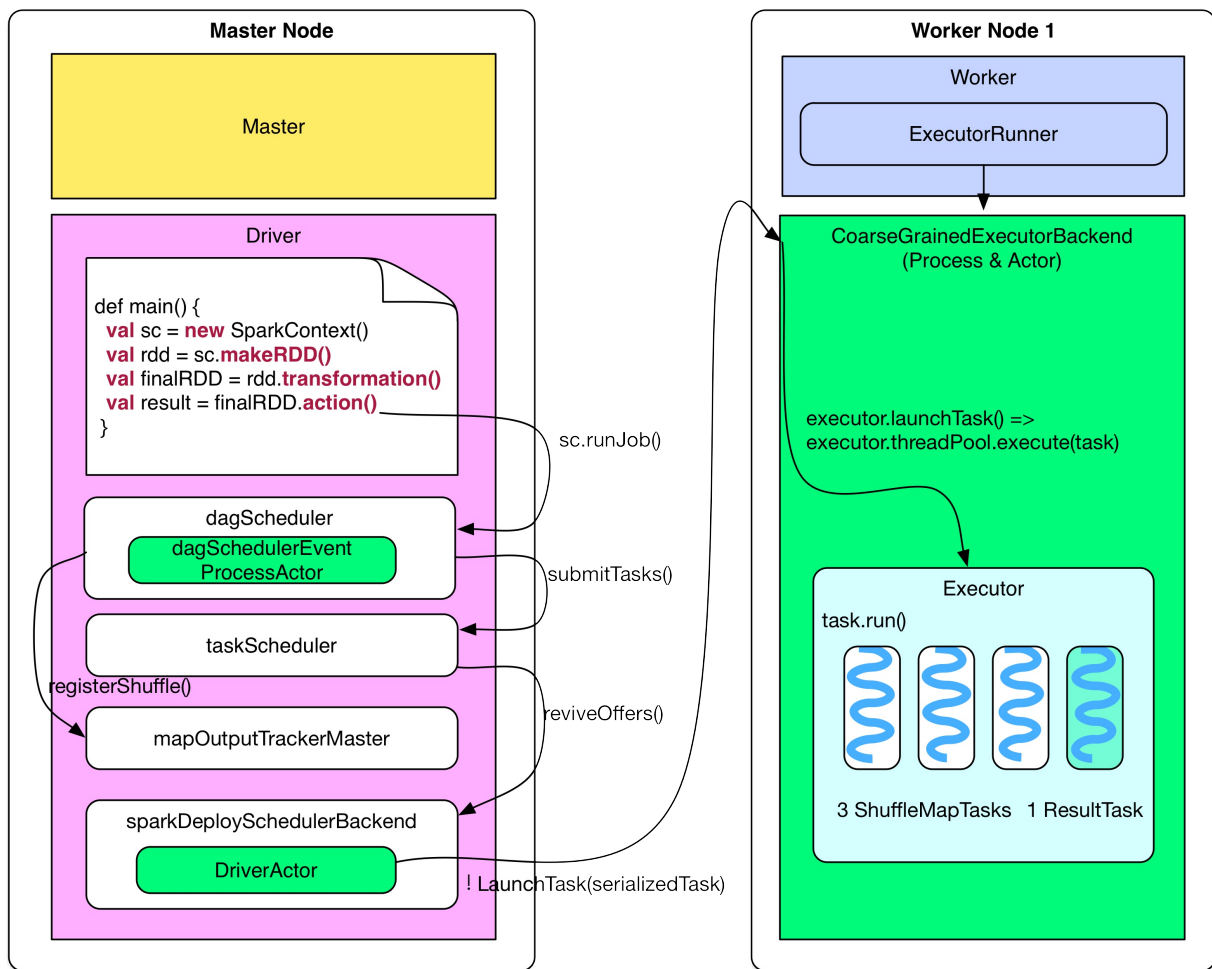 Master Node
Master
Driver
def main() {
val sc = new SparkContext()
val rdd = sc.makeRDD()
val finalRDD = rdd.transformation()
val result = finalRDD.action()
}
sc.runJob()
dagScheduler
dagSchedulerEvent
ProcessActor
submitTasks()
taskScheduler
registerShuffle()
reviveOffers()
mapOutputTrackerMaster
sparkDeploySchedulerBackend
DriverActor
! LaunchTask(serializedTask)
Worker Node 1
Worker
ExecutorRunner
CoarseGrainedExecutorBackend
(Process & Actor)
executor.launchTask() =>
executor.threadPool.execute(task)
Executor
task.run()
3 ShuffleMapTasks 1 ResultTask